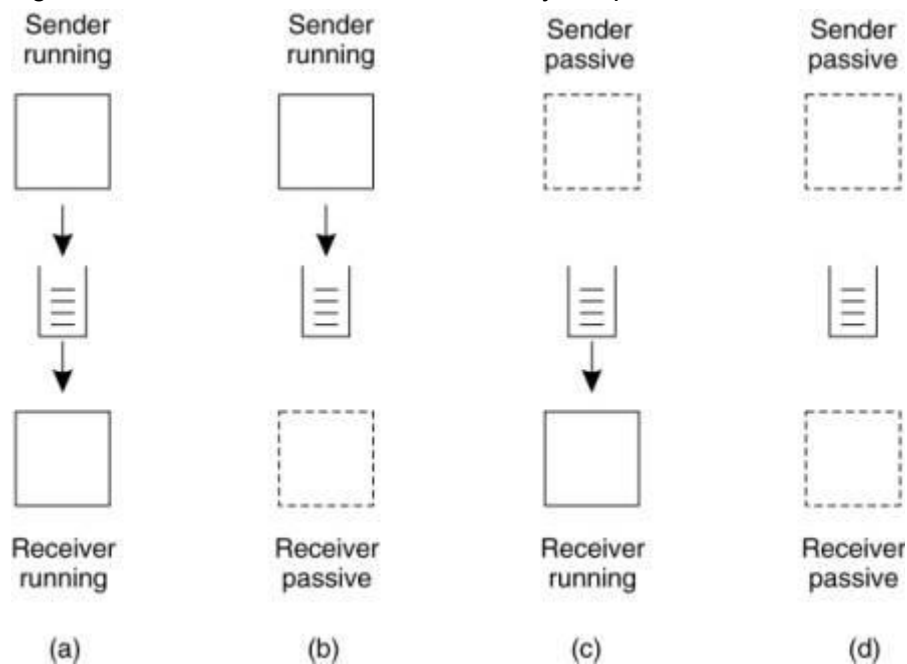 Sender
running
Sender
running
Sender
passive
Sender
passive
Receiver
running
Receiver
passive
Receiver
running
Receiver
passive
(a)
(b)
(c)
(d)